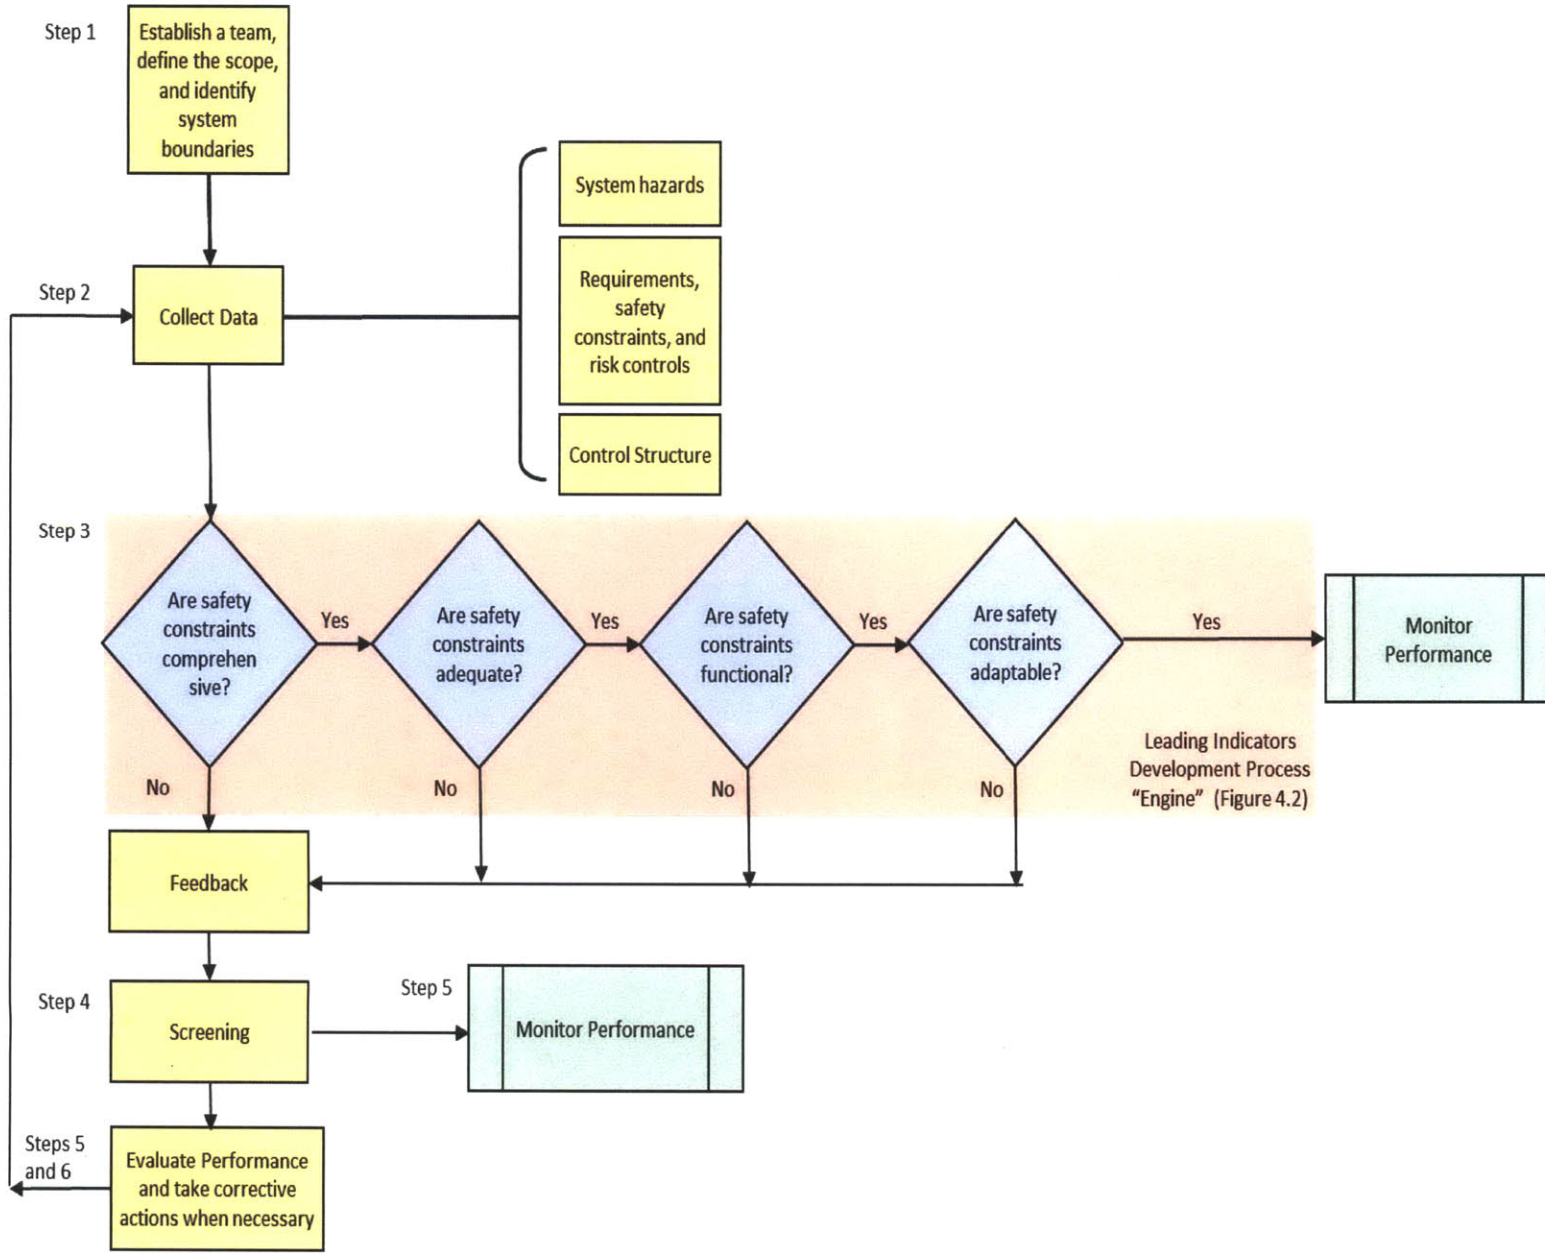 Step 1
Establish a team,
define the scope,
and identify
system
boundaries
System hazards
Requirements,
safety
constraints, and
risk controls
Control Structure
Step 2
Collect Data
Step 3
Are safety
constraints
comprehen
sive?
Yes
Are safety
constraints
adequate?
Yes
Are safety
constraints
functional?
Yes
Are safety
constraints
adaptable?
Yes
Monitor
Performance
Leading Indicators
Development Process
“Engine” (Figure 4.2)
No
No
No
No
Feedback
Step 4
Screening
Step 5
Monitor Performance
Steps 5
and 6
Evaluate Performance
and take corrective
actions when necessary